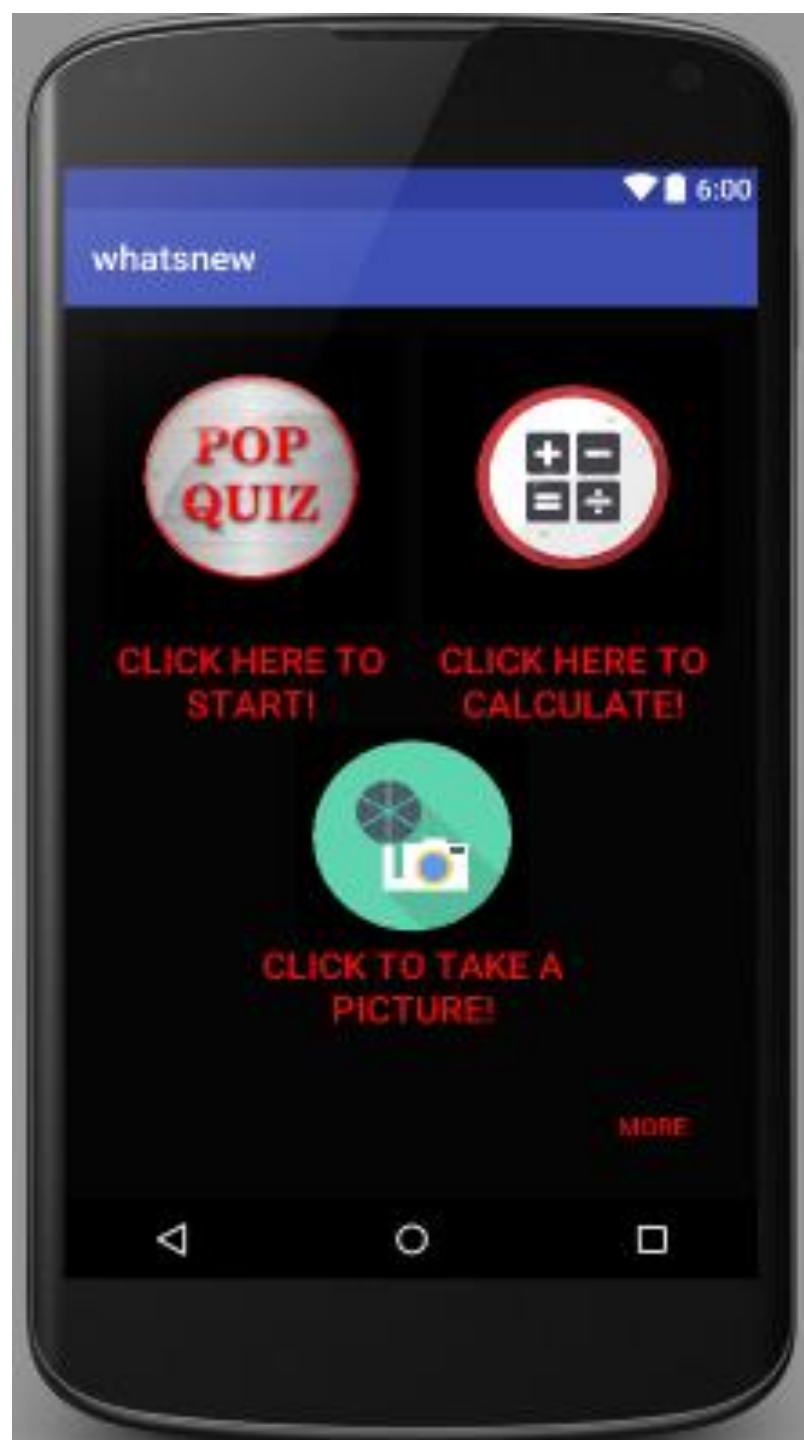 6:00
whatsnew
POP
QUIZ
CLICK HERE TO
START!
CLICK HERE TO
CALCULATE!
CLICK TO TAKE A
PICTURE!
MORE